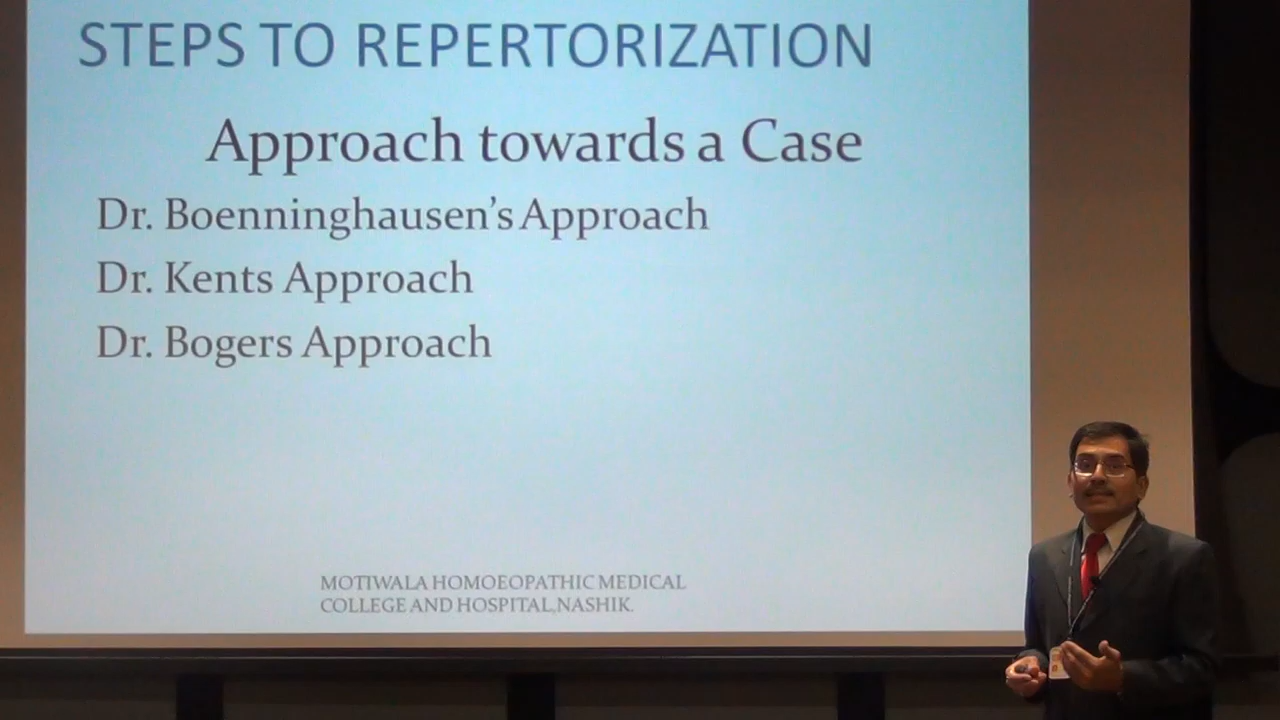 STEPS TO REPERTORIZATION
Approach towards a Case
Dr. Boenninghausen's Approach
Dr. Kents Approach
Dr. Bogers Approach
MOTIWALA HOMOEOPATHIC MEDICAL
COLLEGE AND HOSPITAL,NASHIK.